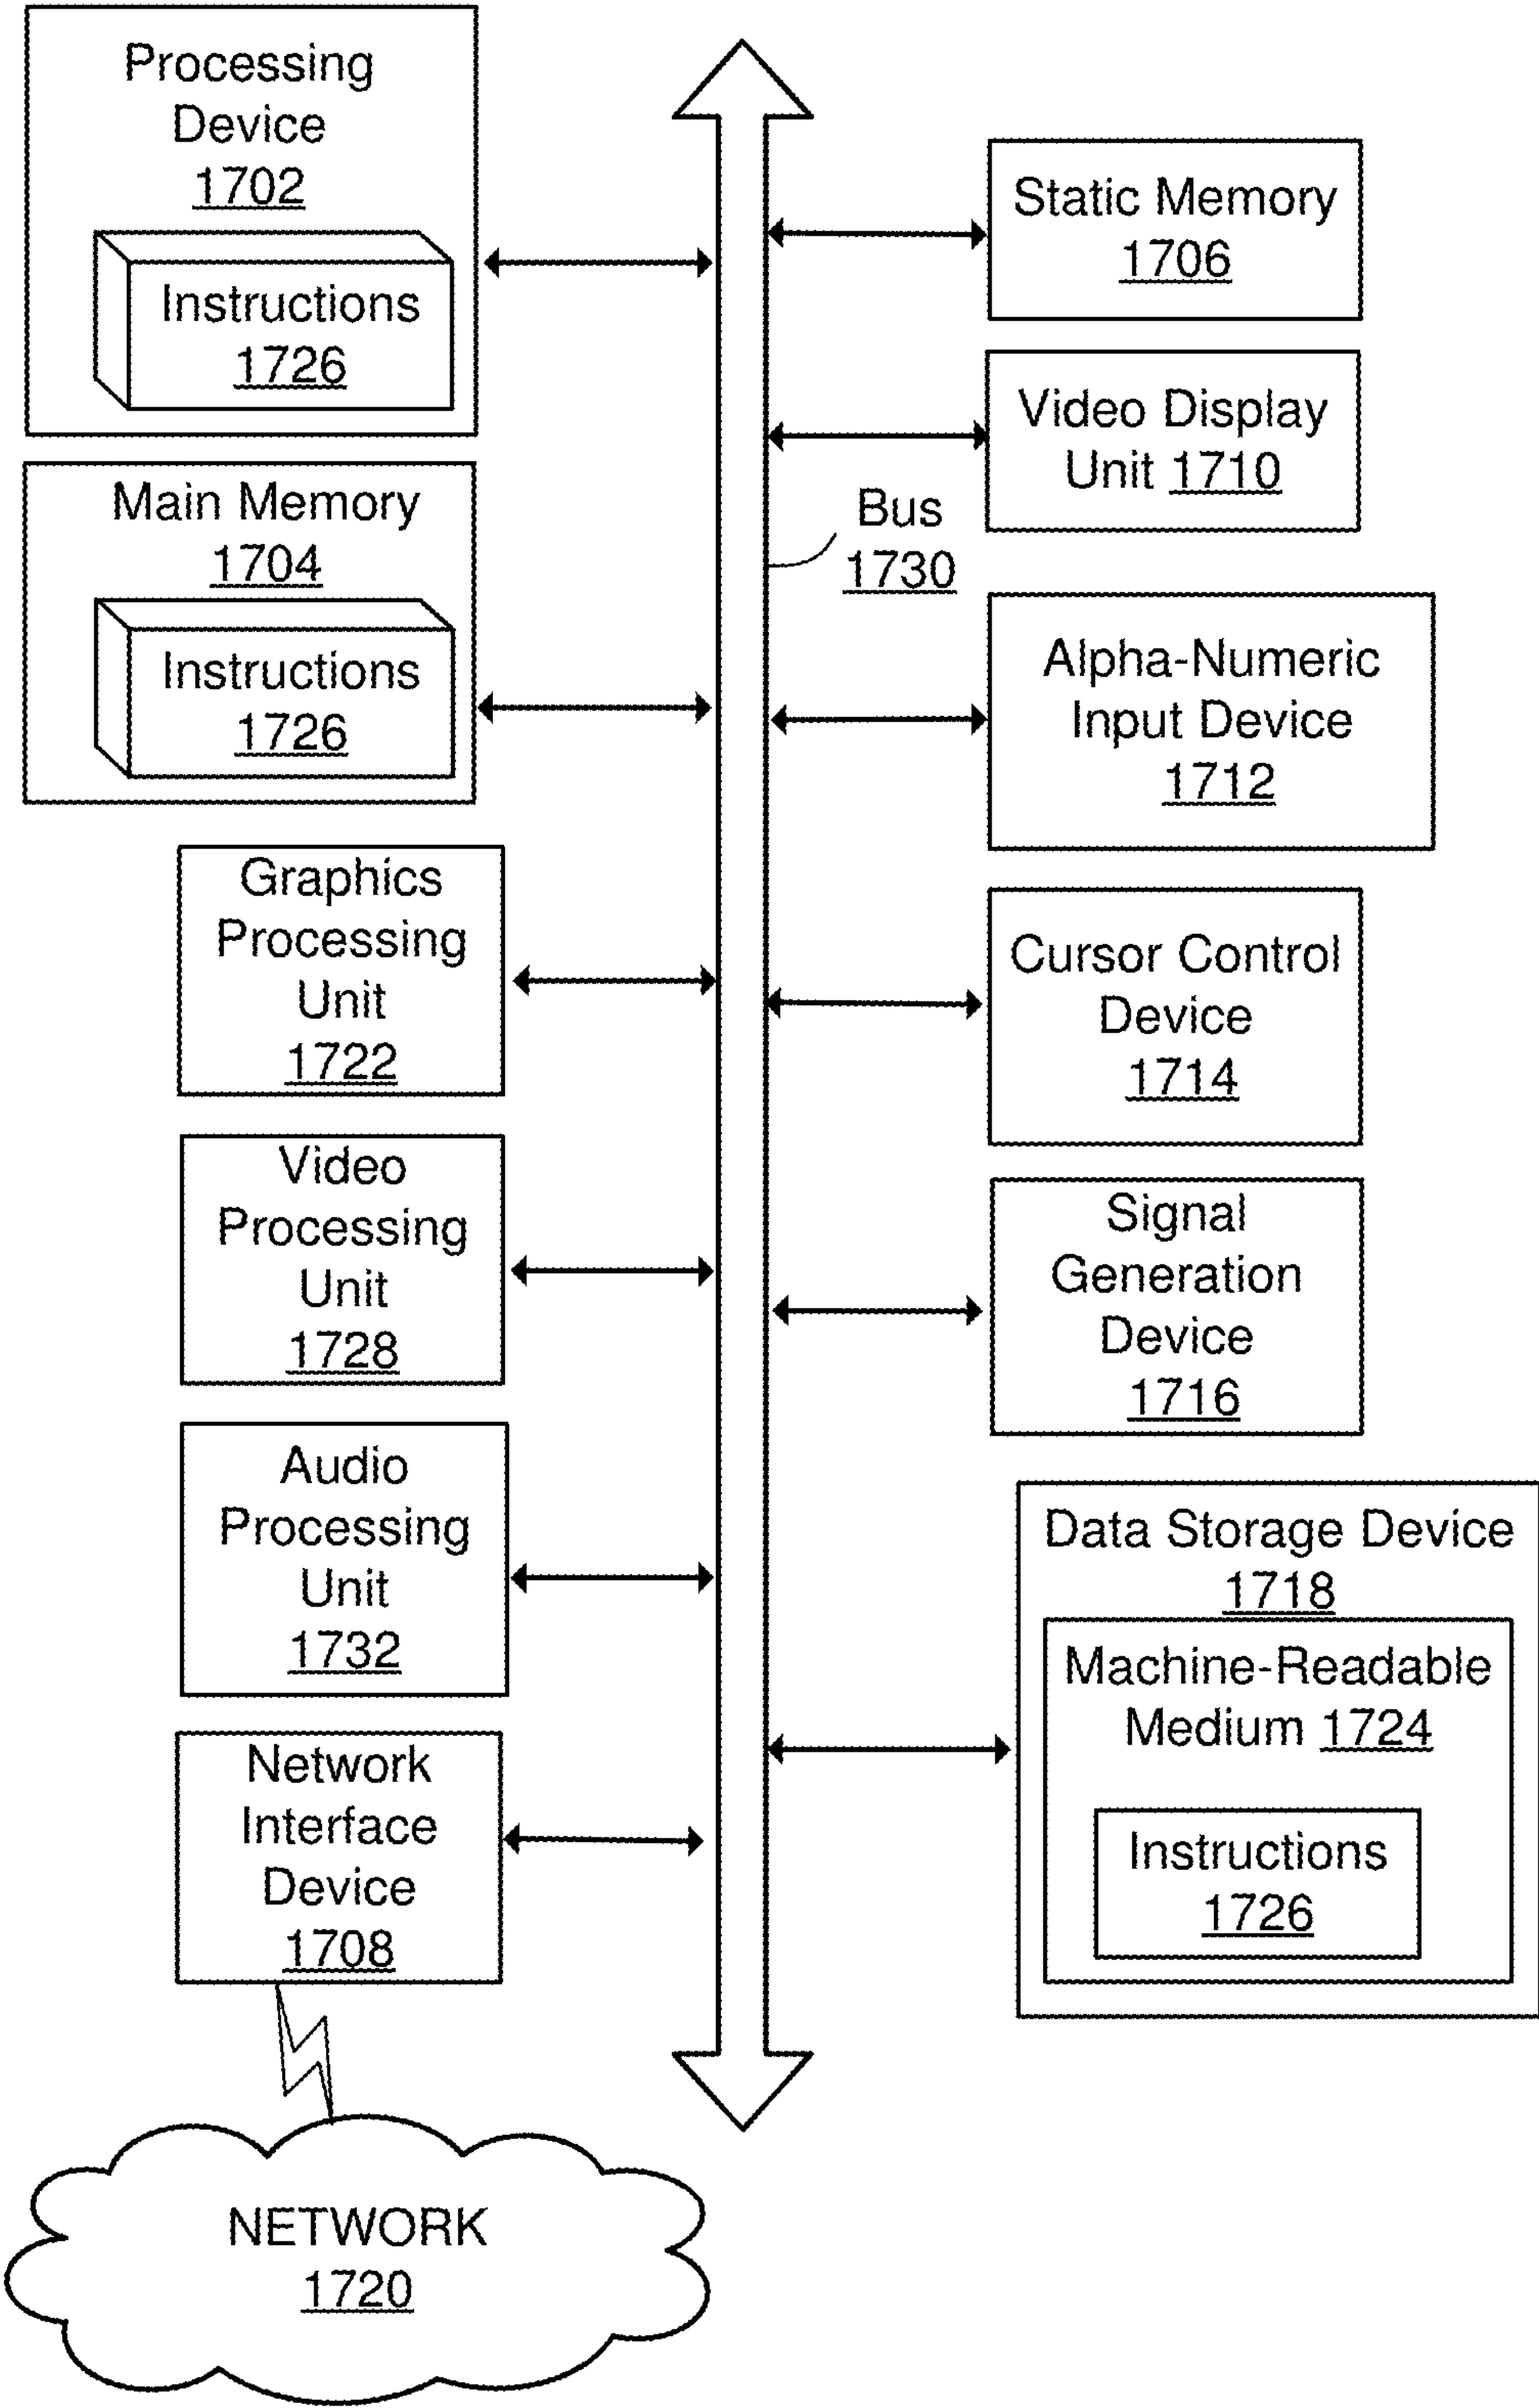 Processing
Device
1702
Instructions
1726
Main Memory
1704
Instructions
1726
Graphics
Processing
Unit
1722
Video
Processing
Unit
1728
Audio
Processing
Unit
1732
Network
Interface
Device
1708
NETWORK
1720
Bus
1730
Static Memory
1706
Video Display
Unit 1710
Alpha-Numeric
Input Device
1712
Cursor Control
Device
1714
Signal
Generation
Device
1716
Data Storage Device
1718
Machine-Readable
Medium 1724
Instructions
1726